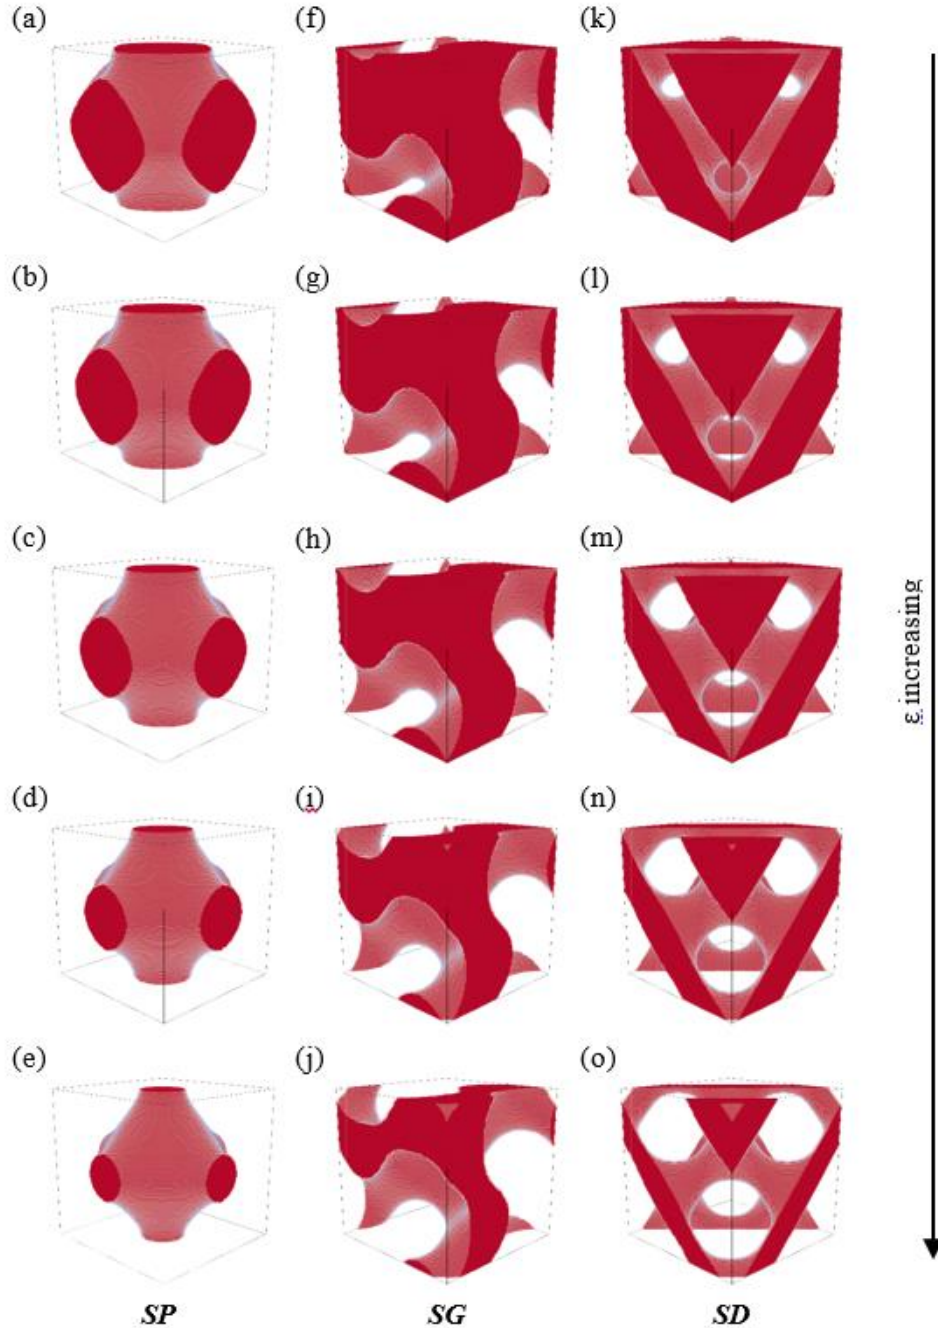 (a) (f) (k)
(b) (g) (l)
(c) (h) (m)
(d) (i) (n)
(e) (j) (o)
ε increasing
SP SG SD